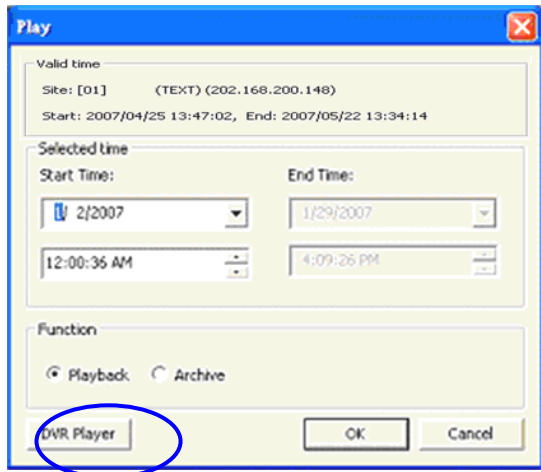 Play
Valid time
Site: [01] (TEXT) (202.168.200.148)
Start: 2007/04/25 13:47:02, End: 2007/05/22 13:34:14
Selected time
Start Time: End Time:
1/ 2/2007 1/29/2007
12:00:36 AM 4:09:26 PM
Function
Playback Archive
DVR Player OK Cancel